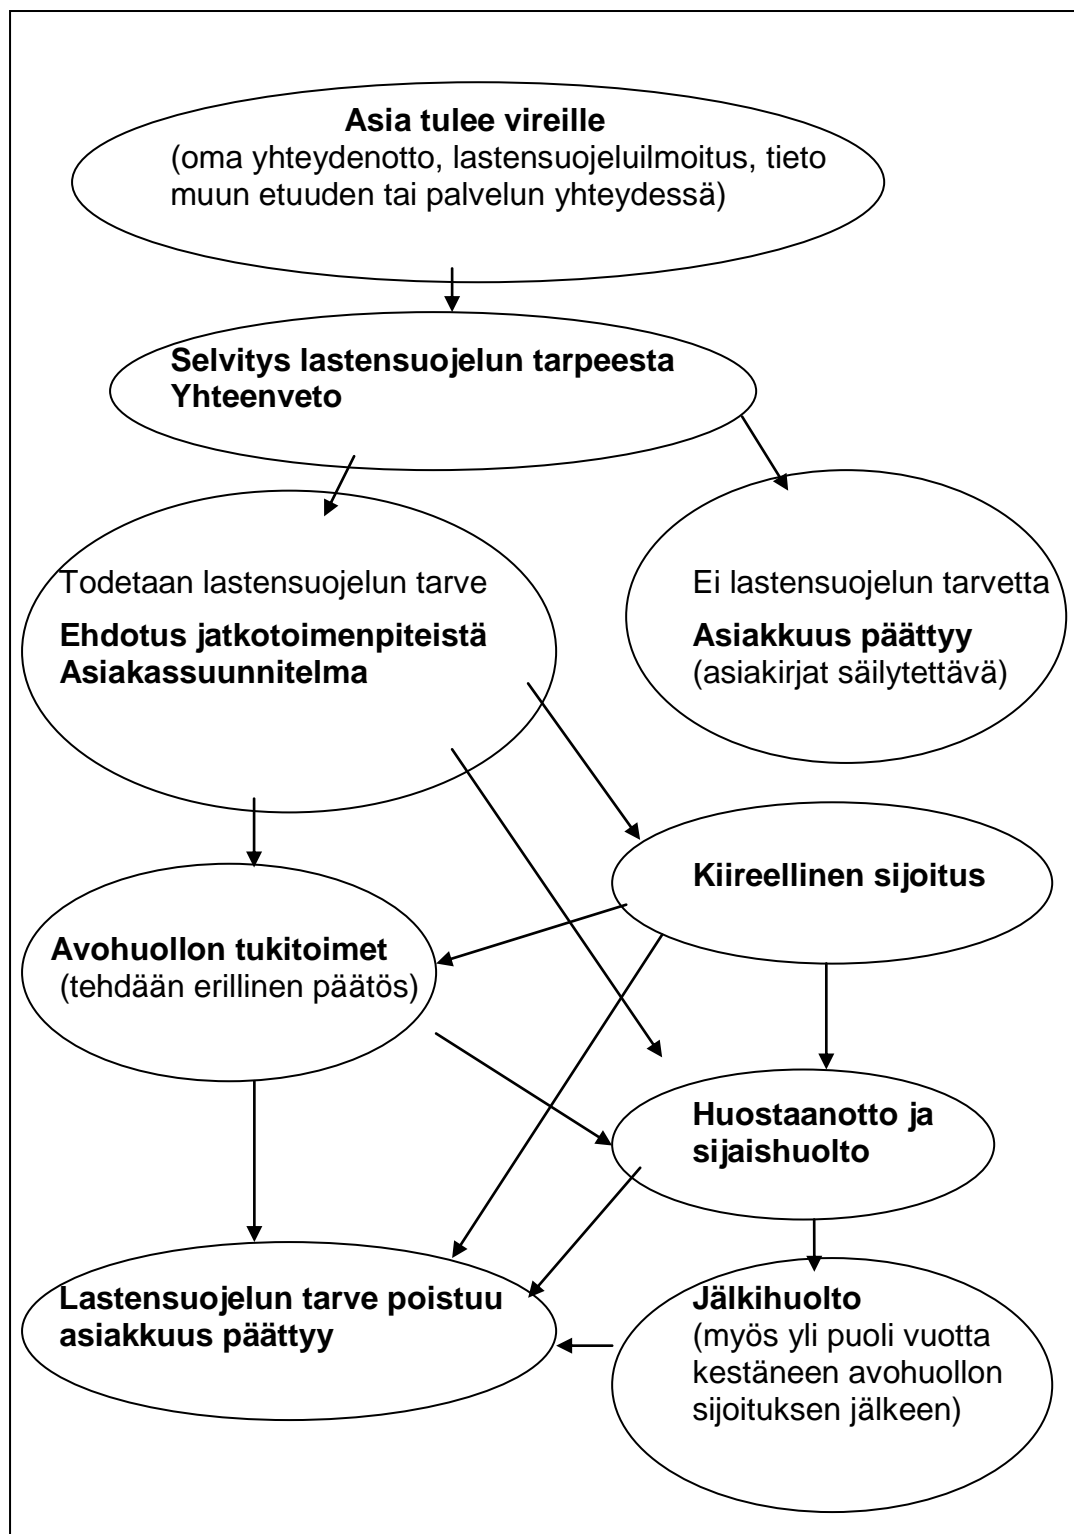 Asia tulee vireille
(oma yhteydenotto, lastensuojeluilmoitus, tieto
muun etuuden tai palvelun yhteydessä)
Selvitys lastensuojelun tarpeesta
Yhteenveto
Todetaan lastensuojelun tarve
Ehdotus jatkotoimenpiteistä
Asiakassuunnitelma
Ei lastensuojelun tarvetta
Asiakkuus päättyy
(asiakirjat säilytettävä)
Kiireellinen sijoitus
Avohuollon tukitoimet
(tehdään erillinen päätös)
Huostaanotto ja
sijaishuolto
Lastensuojelun tarve poistuu
asiakkuus päättyy
Jälkihuolto
(myös yli puoli vuotta
kestäneen avohuollon
sijoituksen jälkeen)